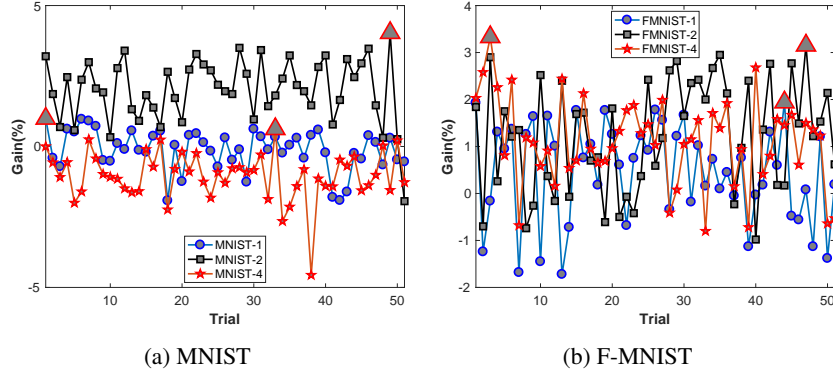 5
0
-5
Gain(%)
10
20
30
40
50
Trial
MNIST-1
MNIST-2
MNIST-4
(a) MNIST
4
3
2
1
0
-1
-2
Gain(%)
10
20
30
40
50
Trial
FMNIST-1
FMNIST-2
FMNIST-4
(b) F-MNIST